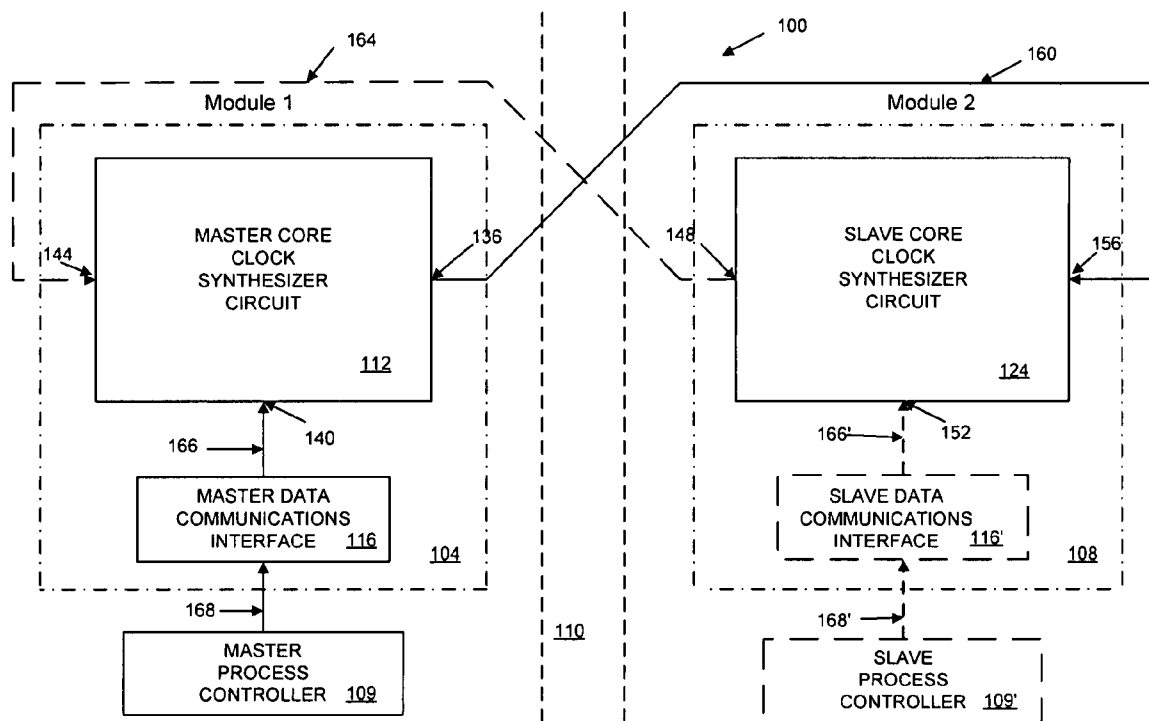 164
100
160
Module 1
Module 2
MASTER CORE
CLOCK
SYNTHESIZER
CIRCUIT
112
144
136
SLAVE CORE
CLOCK
SYNTHESIZER
CIRCUIT
124
148
156
140
152
166
166'
MASTER DATA
COMMUNICATIONS
INTERFACE
116
104
SLAVE DATA
COMMUNICATIONS
INTERFACE
116'
108
168
168'
110
MASTER
PROCESS
CONTROLLER
109
SLAVE
PROCESS
CONTROLLER
109'